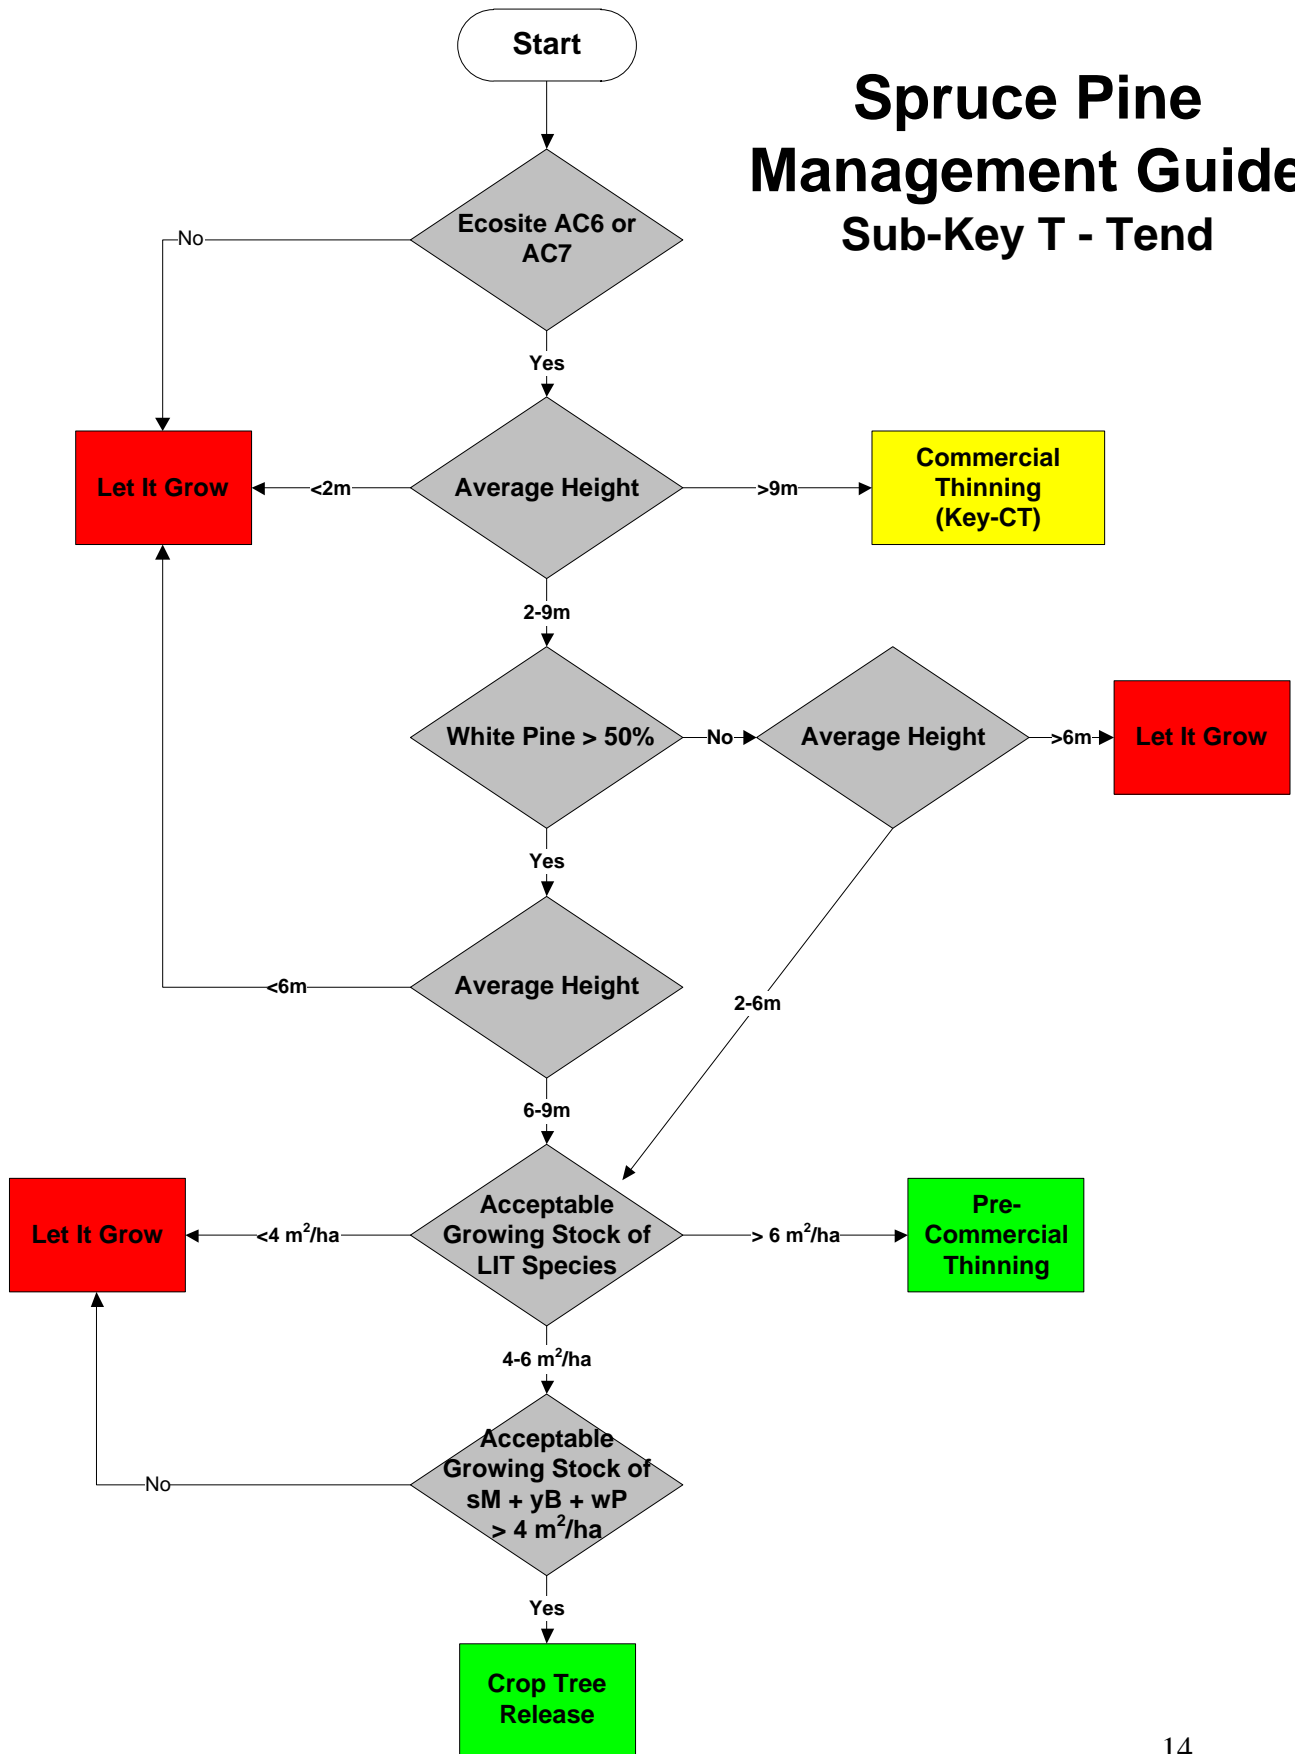 Start
Spruce Pine
Management Guide
Sub-Key T - Tend
Ecosite AC6 or
AC7
No
Yes
Let It Grow
<2m
Average Height
>9m
Commercial
Thinning
(Key-CT)
2-9m
White Pine > 50%
No
Average Height
>6m
Let It Grow
Yes
<6m
Average Height
2-6m
6-9m
Let It Grow
<4 m²/ha
Acceptable
Growing Stock of
LIT Species
> 6 m²/ha
Pre-
Commercial
Thinning
4-6 m²/ha
No
Acceptable
Growing Stock of
sM + yB + wP
> 4 m²/ha
Yes
Crop Tree
Release
14